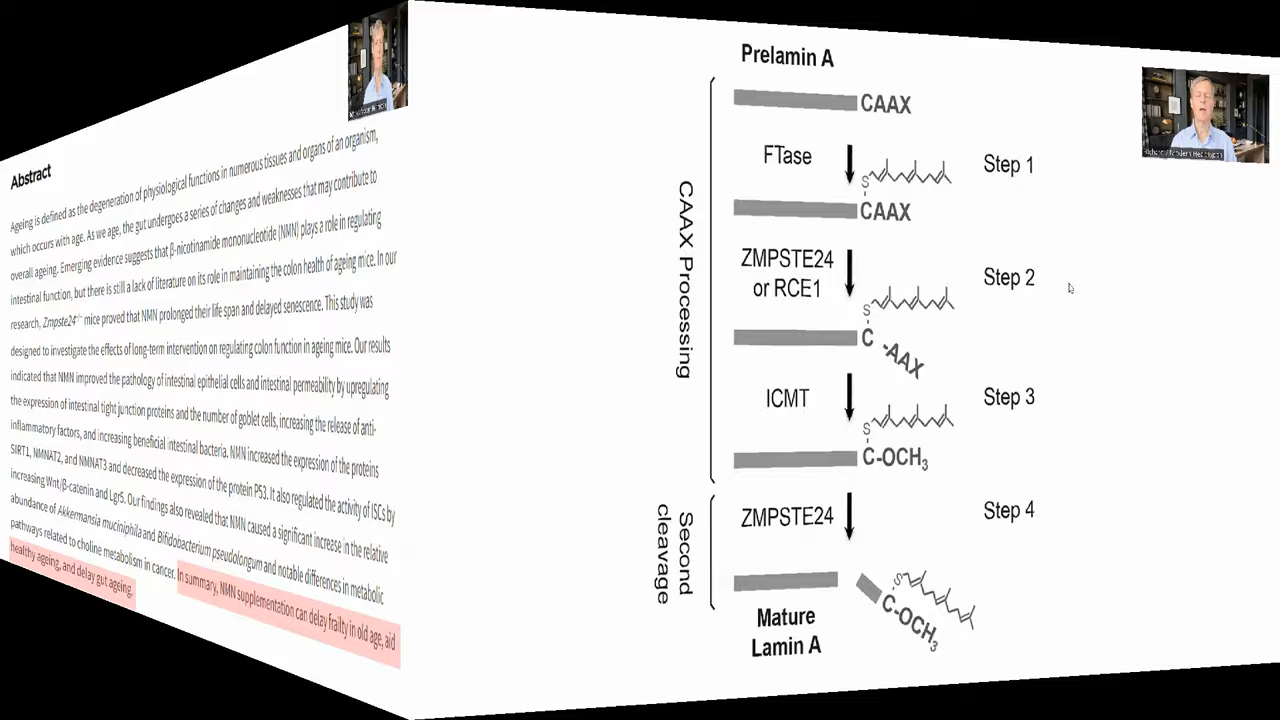 Abstract
Ageing is defined as the degeneration of physiological functions in numerous tissues and organs of an organism,
which occurs with age. As we age, the gut undergoes a series of changes and weaknesses that may contribute to
overall ageing. Emerging evidence suggests that β-nicotinamide mononucleotide (NMN) plays a role in regulating
intestinal function, but there is still a lack of literature on its role in maintaining the colon health of ageing mice. In our
research, Zmpste24⁻/⁻ mice proved that NMN prolonged their life span and delayed senescence. This study was
designed to investigate the effects of long-term intervention on regulating colon function in ageing mice. Our results
indicated that NMN improved the pathology of intestinal epithelial cells and intestinal permeability by upregulating
the expression of intestinal tight junction proteins and the number of goblet cells, increasing the release of anti-
inflammatory factors, and increasing beneficial intestinal bacteria. NMN increased the expression of the proteins
SIRT1, NMNAT2, and NMNAT3 and decreased the expression of the protein P53. It also regulated the activity of ISCs by
increasing Wnt/β-catenin and Lgr5. Our findings also revealed that NMN caused a significant increase in the relative
abundance of Akkermansia muciniphila and Bifidobacterium pseudolongum and notable differences in metabolic
pathways related to choline metabolism in cancer. In summary, NMN supplementation can delay frailty in old age, aid
healthy ageing, and delay gut ageing.
Prelamin A
CAAX
FTase
Step 1
S
CAAX
CAAX Processing
ZMPSTE24
or RCE1
Step 2
S
C -AAX
ICMT
Step 3
S
C-OCH3
Second
cleavage
ZMPSTE24
Step 4
S
C-OCH3
Mature
Lamin A